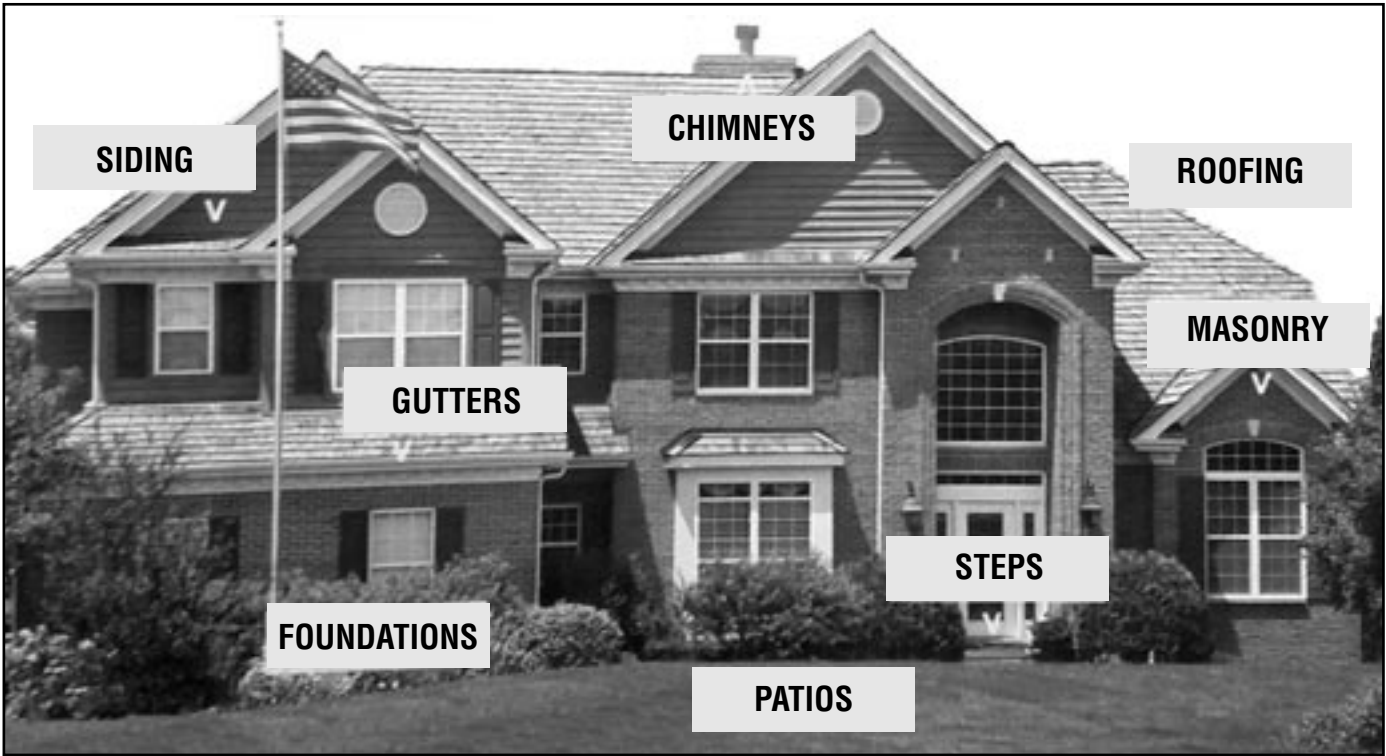 CHIMNEYS
SIDING
ROOFING
MASONRY
GUTTERS
STEPS
FOUNDATIONS
PATIOS